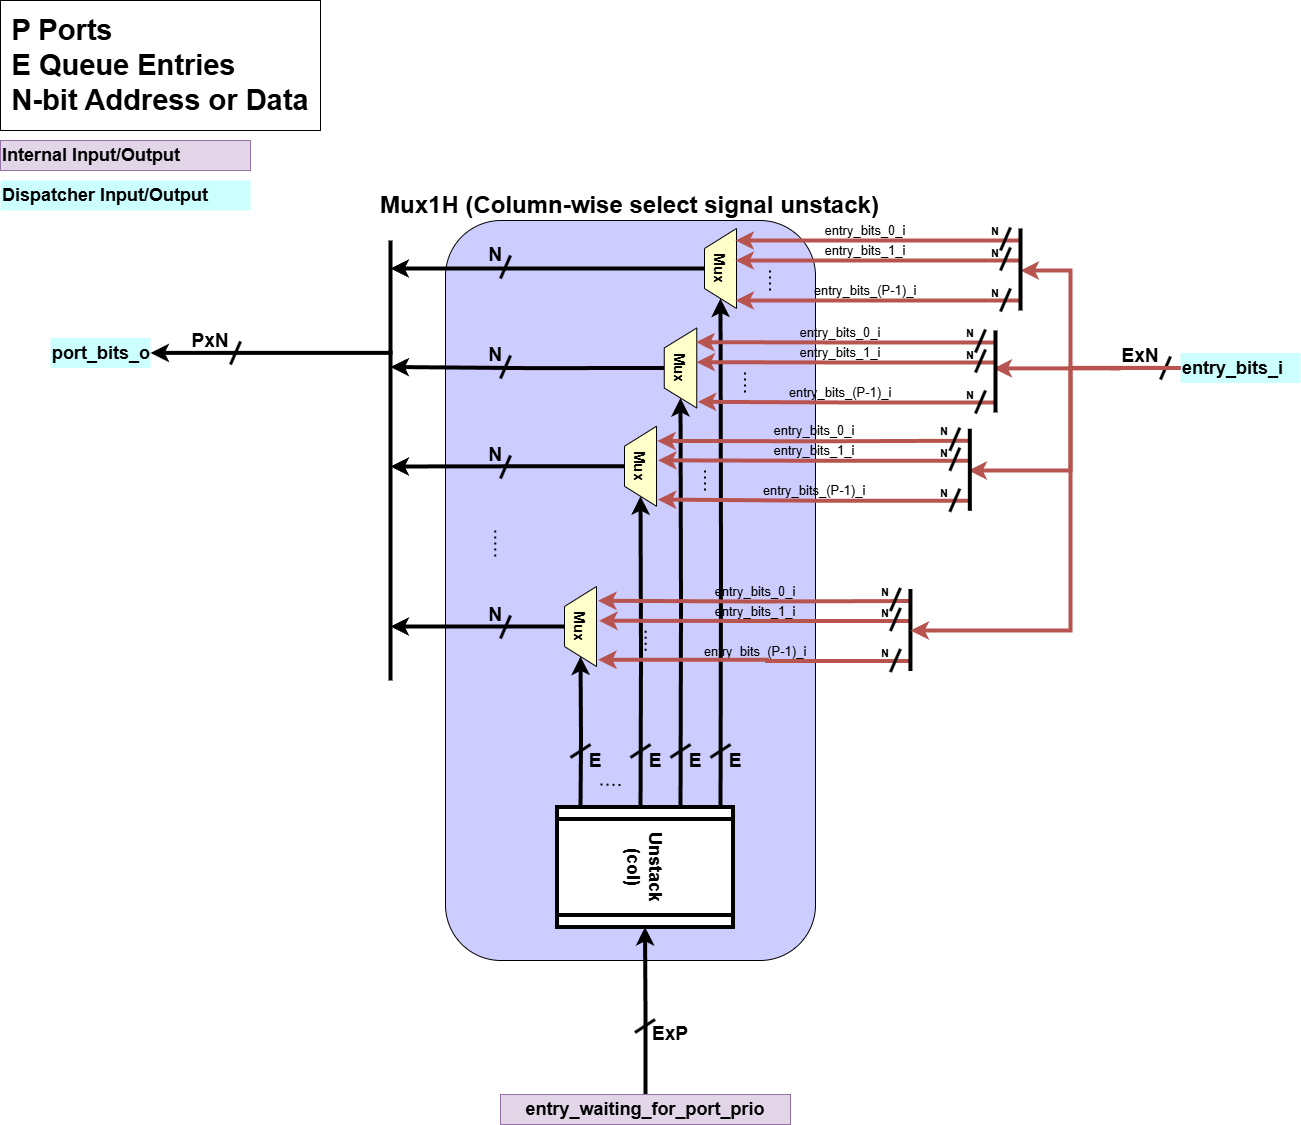 P Ports
E Queue Entries
N-bit Address or Data
Internal Input/Output
Dispatcher Input/Output
Mux1H (Column-wise select signal unstack)
N
Mux
entry_bits_0_i
N
entry_bits_1_i
N
.....
entry_bits_(P-1)_i
N
port_bits_o
PxN
N
Mux
entry_bits_0_i
N
entry_bits_1_i
N
.....
entry_bits_(P-1)_i
N
ExN
entry_bits_i
N
Mux
entry_bits_0_i
N
entry_bits_1_i
N
.....
entry_bits_(P-1)_i
N
......
N
Mux
entry_bits_0_i
N
entry_bits_1_i
N
.....
entry_bits_(P-1)_i
N
E
E
E
E
....
Unstack
(col)
ExP
entry_waiting_for_port_prio